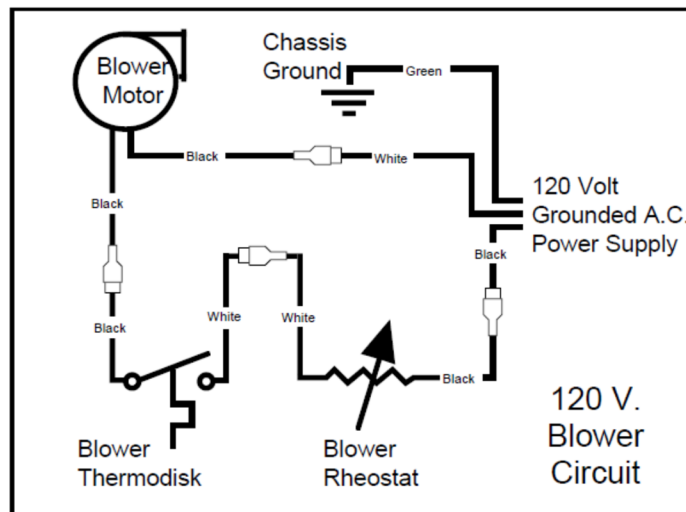 Blower
Motor
Chassis
Ground
Green
Black
White
Black
120 Volt
Grounded A.C.
Power Supply
Black
White
White
Black
Black
Blower
Thermodisk
Blower
Rheostat
120 V.
Blower
Circuit